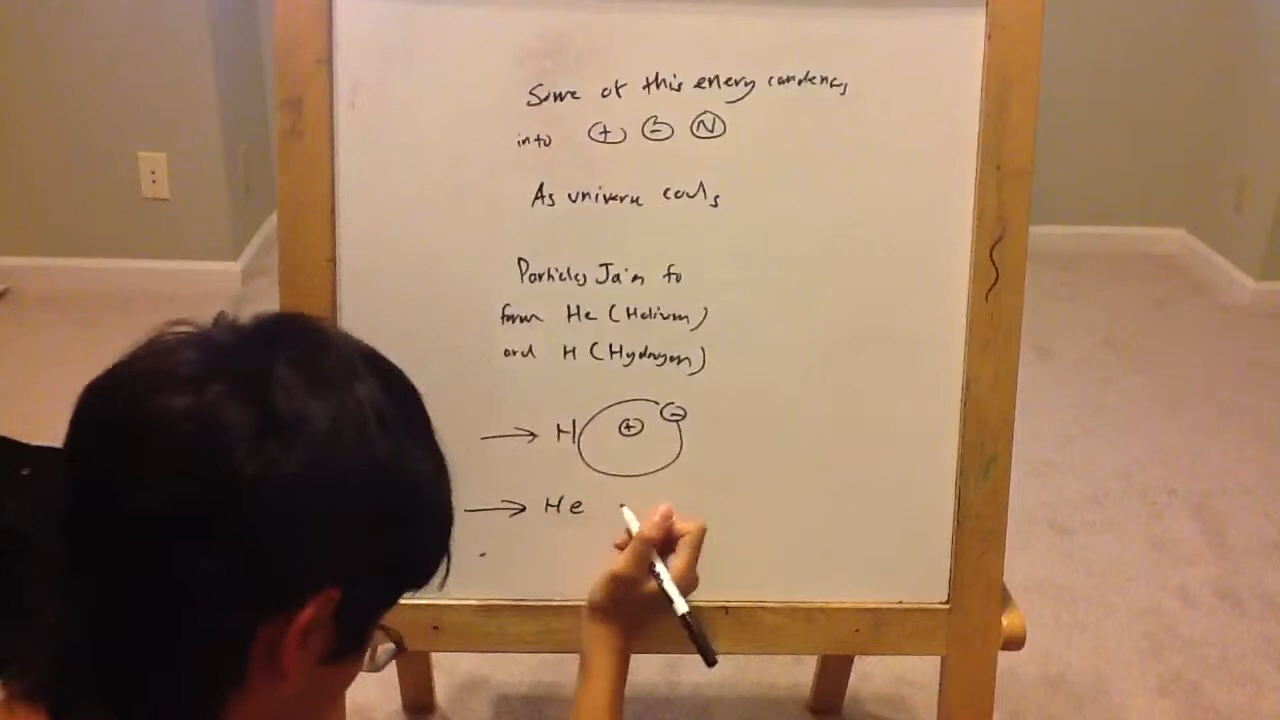 Some of this energy condenses
into + - N
As universe cools
Particles Join to
form He (Helium)
and H (Hydrogen)
→ H + -
→ He